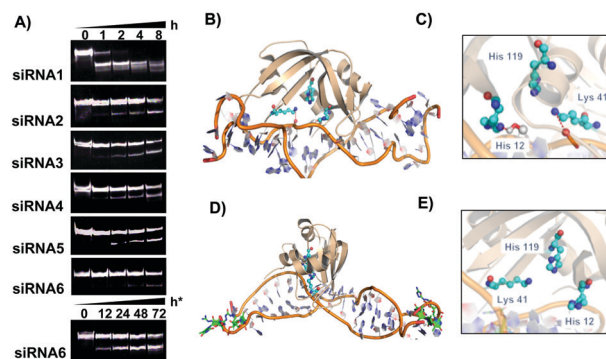 A)
h
0 1 2 4 8
siRNA1
siRNA2
siRNA3
siRNA4
siRNA5
siRNA6
h*
0 12 24 48 72
siRNA6
B)
C)
His 119
Lys 41
His 12
D)
E)
His 119
Lys 41
His 12